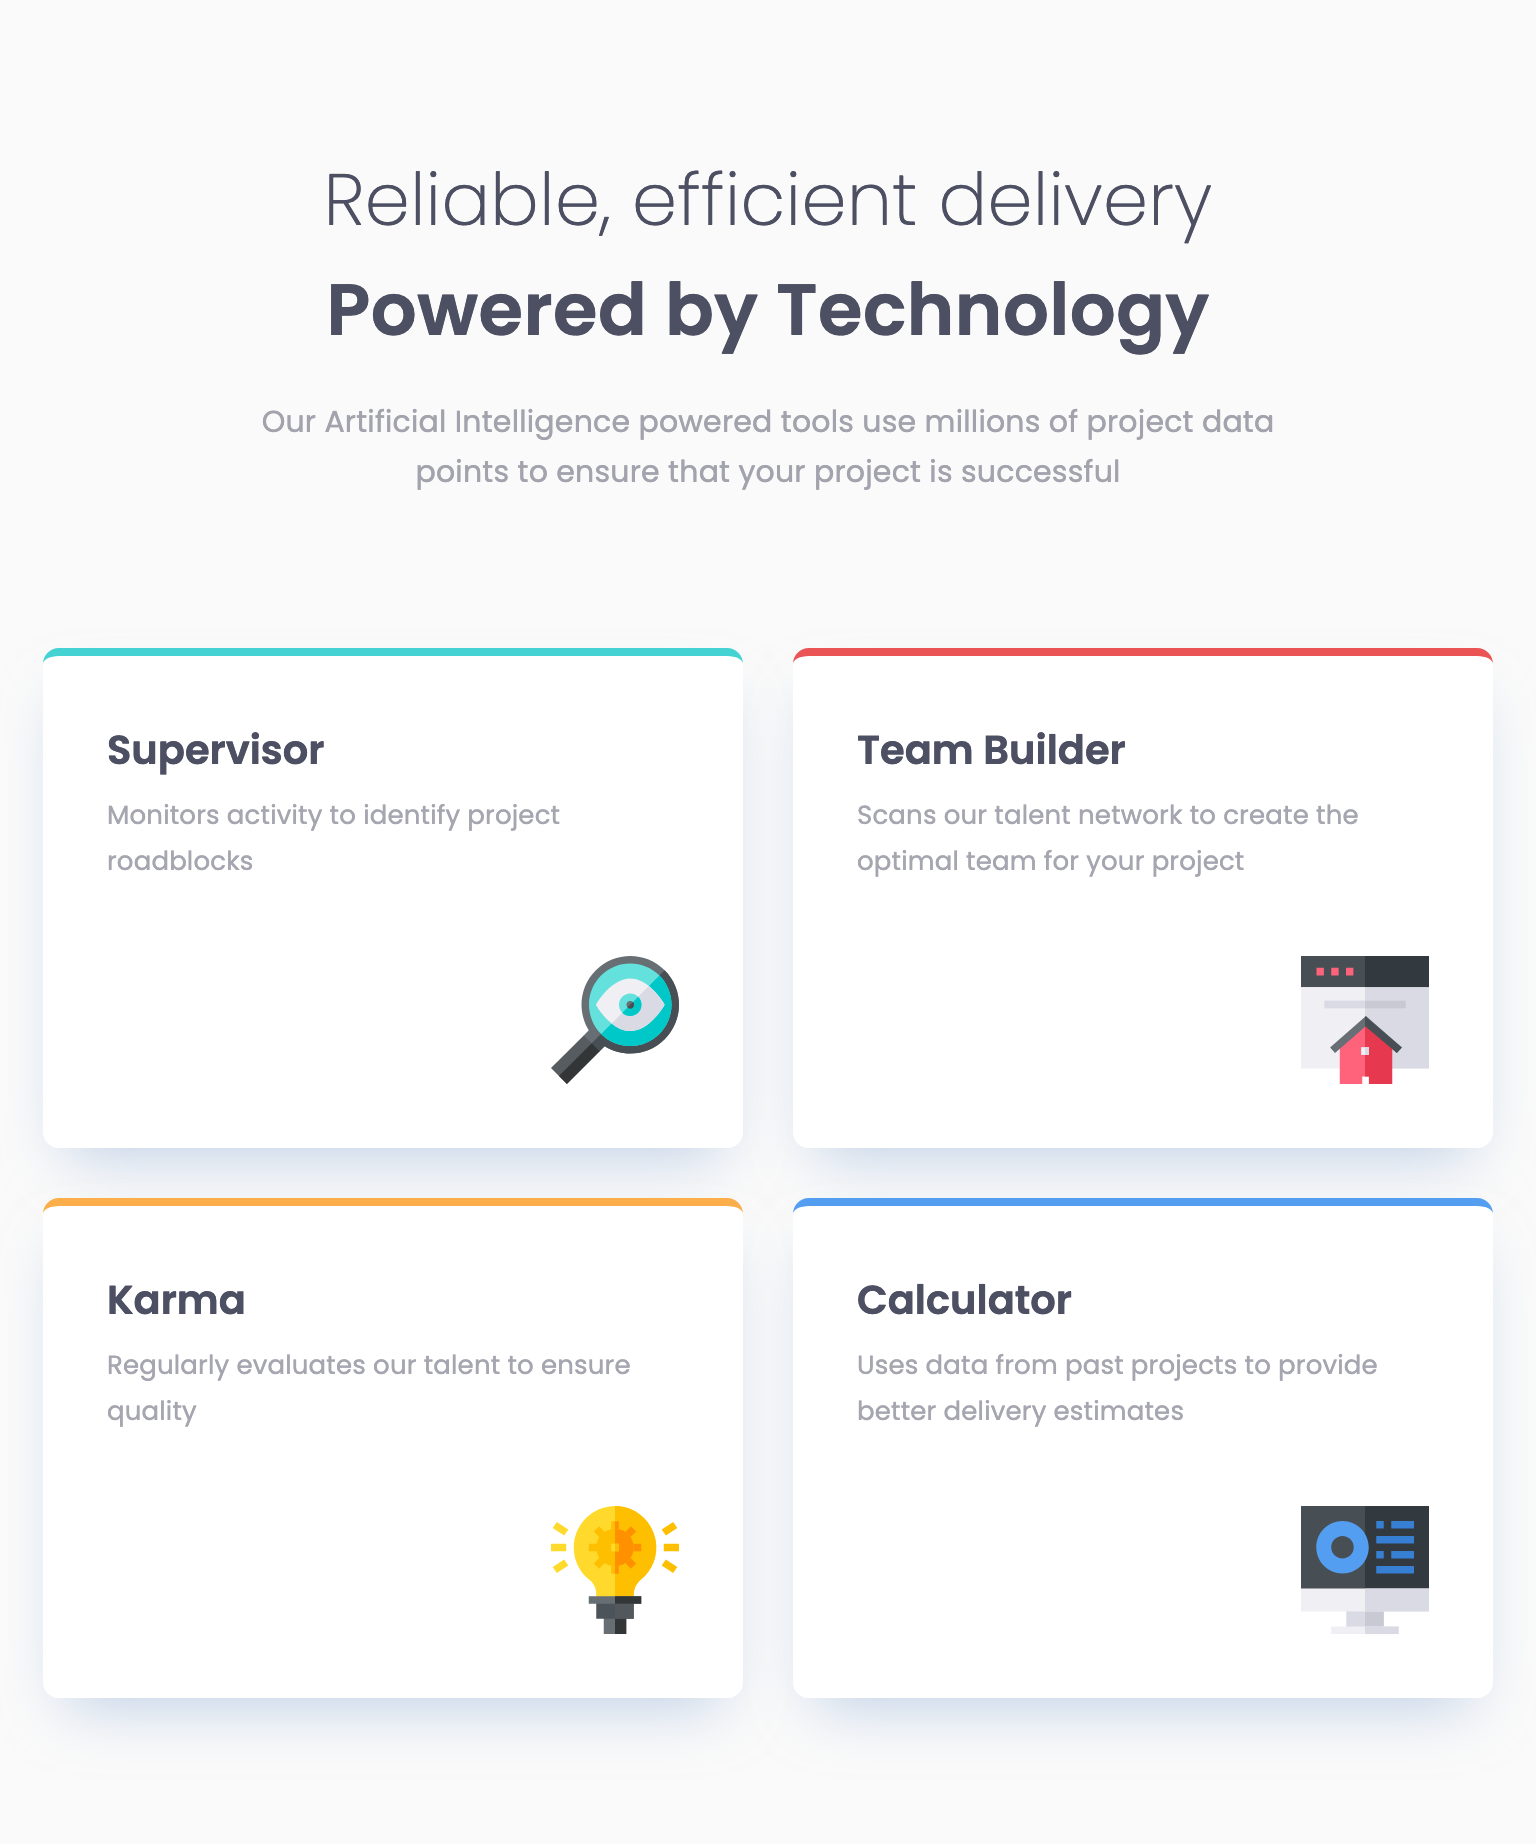 Reliable, efficient delivery
Powered by Technology
Our Artificial Intelligence powered tools use millions of project data
points to ensure that your project is successful
Supervisor
Monitors activity to identify project
roadblocks
Team Builder
Scans our talent network to create the
optimal team for your project
Karma
Regularly evaluates our talent to ensure
quality
Calculator
Uses data from past projects to provide
better delivery estimates